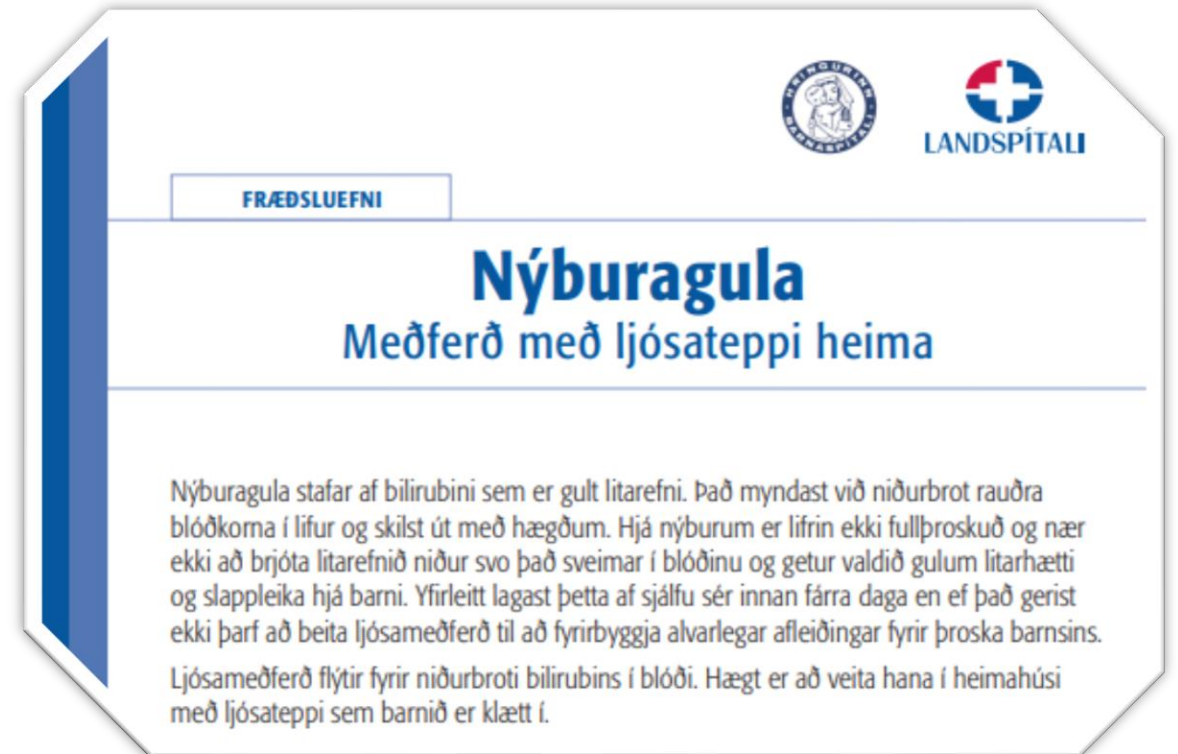 HRINGURINN
BARNASPÍTALI
LANDSPÍTALI
FRÆÐSLUEFNI
Nýburagula
Meðferð með ljósateppi heima
Nýburagula stafar af bilirubini sem er gult litarefni. Það myndast við niðurbrot rauðra
blóðkorna í lifur og skilst út með hægðum. Hjá nýburum er lifrin ekki fullþroskuð og nær
ekki að brjóta litarefnið niður svo það sveimar í blóðinu og getur valdið gulum litarhætti
og slappleika hjá barni. Yfirleitt lagast þetta af sjálfu sér innan fárra daga en ef það gerist
ekki þarf að beita ljósameðferð til að fyrirbyggja alvarlegar afleiðingar fyrir þroska barnsins.
Ljósameðferð flýtir fyrir niðurbroti bilirubins í blóði. Hægt er að veita hana í heimahúsi
með ljósateppi sem barnið er klætt í.